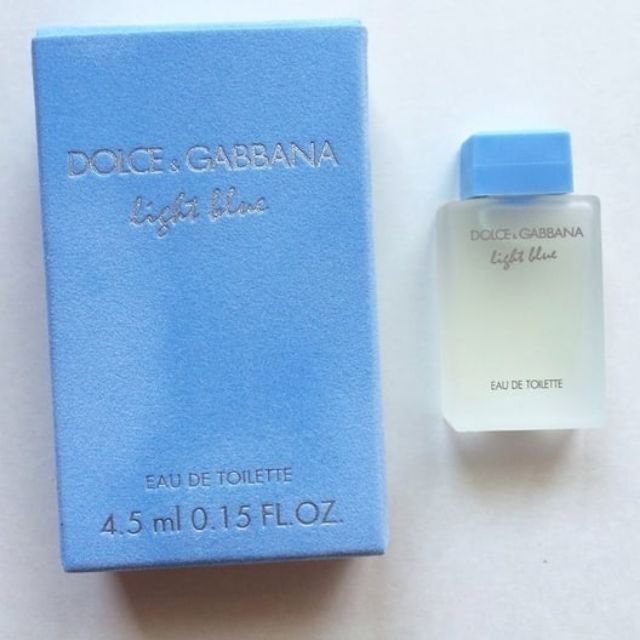 DOLCE & GABBANA
light blue
EAU DE TOILETTE
4.5 ml 0.15 FL.OZ.
DOLCE & GABBANA
light blue
EAU DE TOILETTE